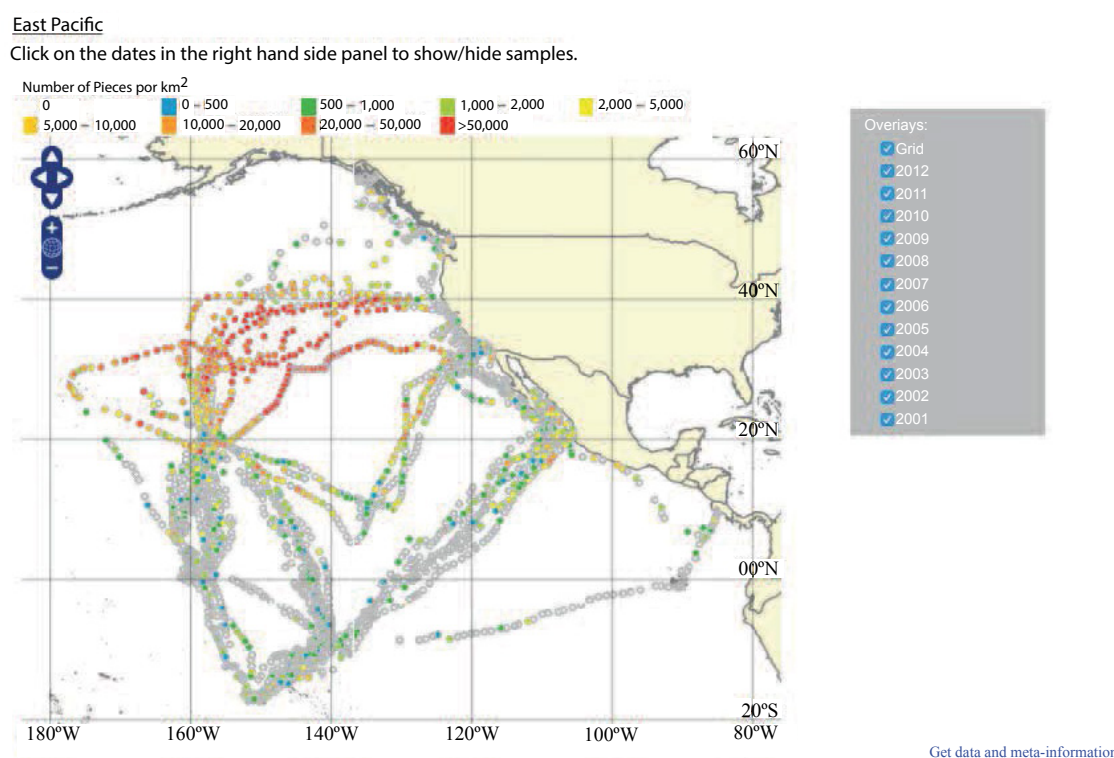 East Pacific
Click on the dates in the right hand side panel to show/hide samples.
Number of Pieces por km2
0 0 – 500 500 – 1,000 1,000 – 2,000 2,000 – 5,000
5,000 – 10,000 10,000 – 20,000 20,000 – 50,000 >50,000
Overiays:
Grid
2012
2011
2010
2009
2008
2007
2006
2005
2004
2003
2002
2001
60ºN
40ºN
20ºN
00ºN
20ºS
180ºW 160ºW 140ºW 120ºW 100ºW 80ºW
Get data and meta-information